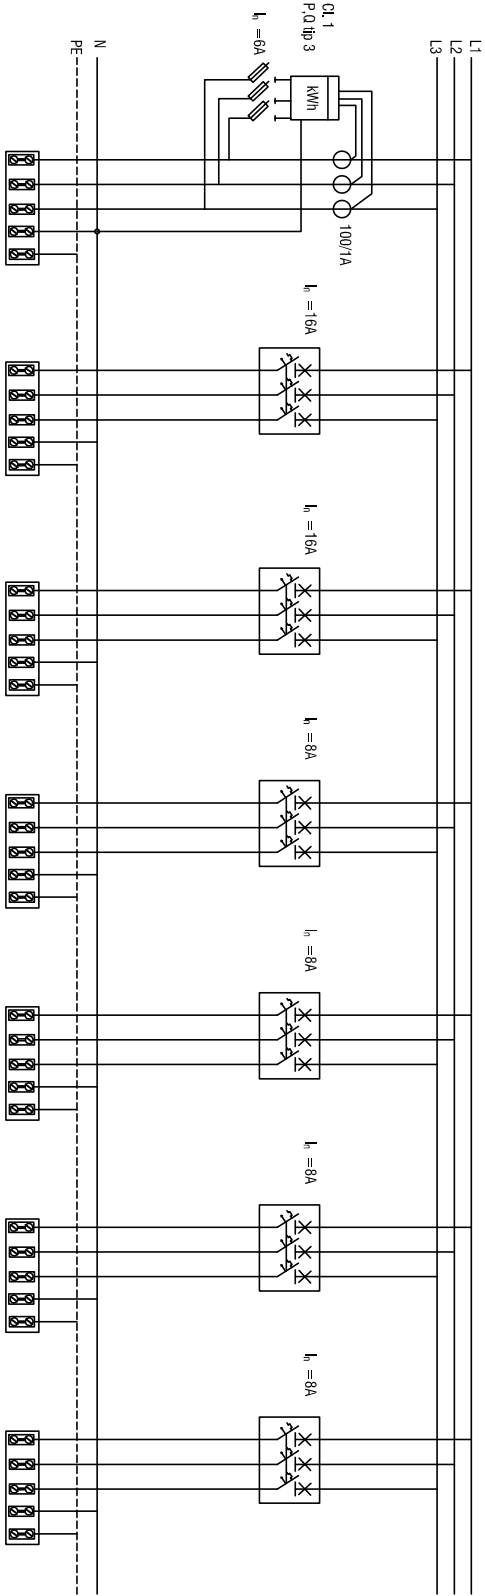 L1
L2
L3
Cl. 1
P,Q tip 3
kWh
100/1A
In =6A
N
PE
In =16A
In =16A
In =8A
In =8A
In =8A
In =8A